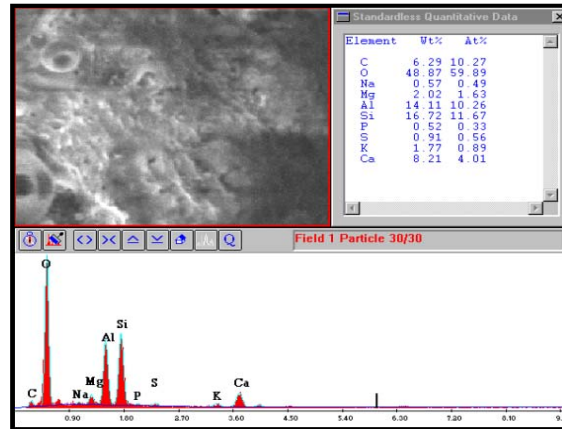 Standardless Quantitative Data
Element Wt% At%
C 6.29 10.27
O 48.87 59.89
Na 0.57 0.49
Mg 2.02 1.63
Al 14.11 10.26
Si 16.72 11.67
P 0.52 0.33
S 0.91 0.56
K 1.77 0.89
Ca 8.21 4.01
Q Field 1 Particle 30/30
C O Na Mg Al Si P S K Ca
0.90 1.80 2.70 3.60 4.50 5.40 6.30 7.20 8.10